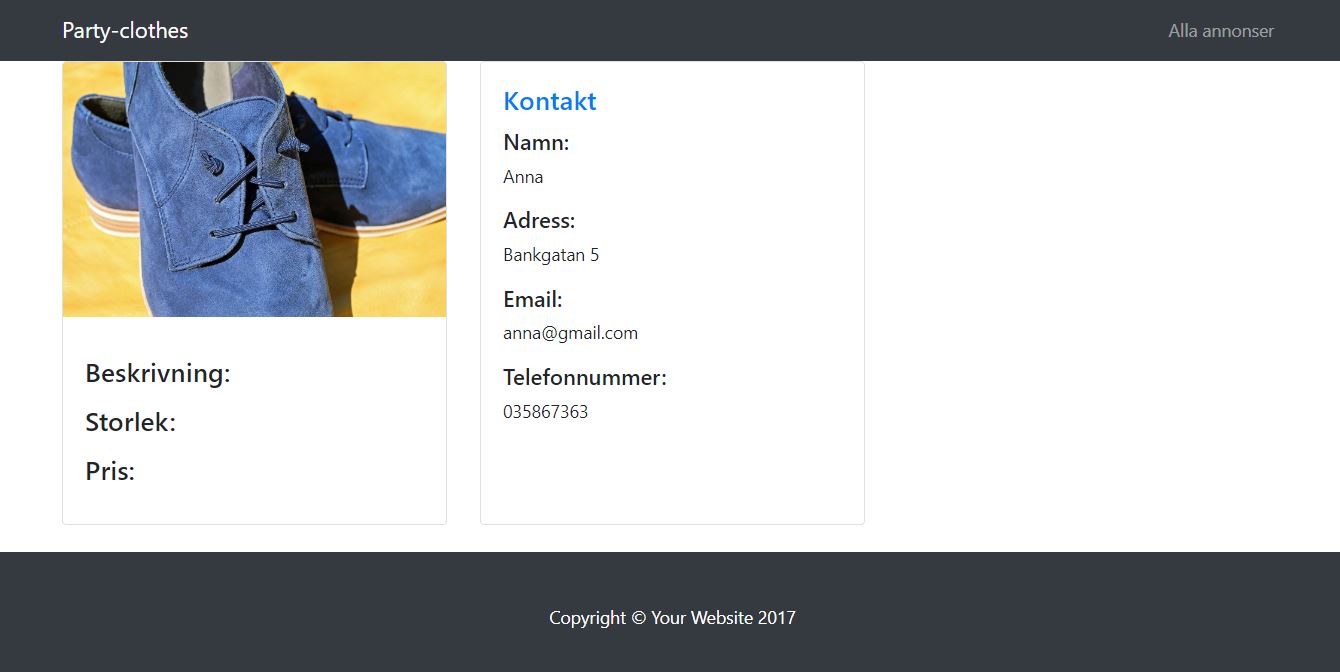 Party-clothes
Alla annonser
Beskrivning:
Storlek:
Pris:
Kontakt
Namn:
Anna
Adress:
Bankgatan 5
Email:
anna@gmail.com
Telefonnummer:
035867363
Copyright © Your Website 2017